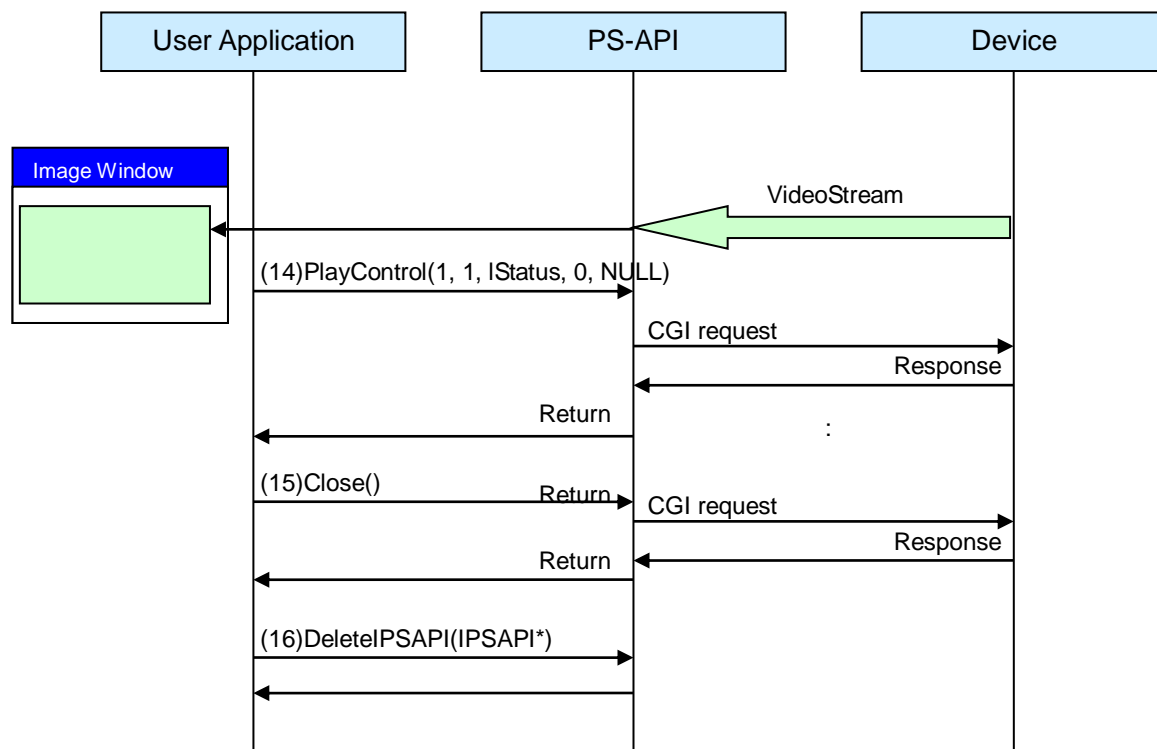 User Application
PS-API
Device
Image Window
VideoStream
(14)PlayControl(1, 1, lStatus, 0, NULL)
CGI request
Response
Return
:
(15)Close()
Return
CGI request
Response
Return
(16)DeleteIPSAPI(IPSAPI*)